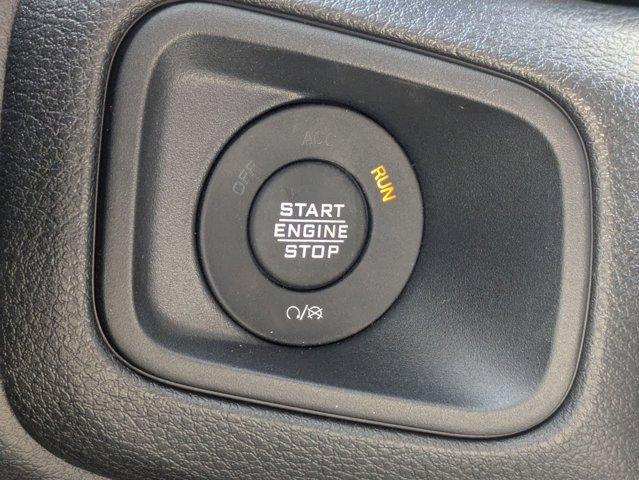 ACC
OFF
RUN
START
ENGINE
STOP